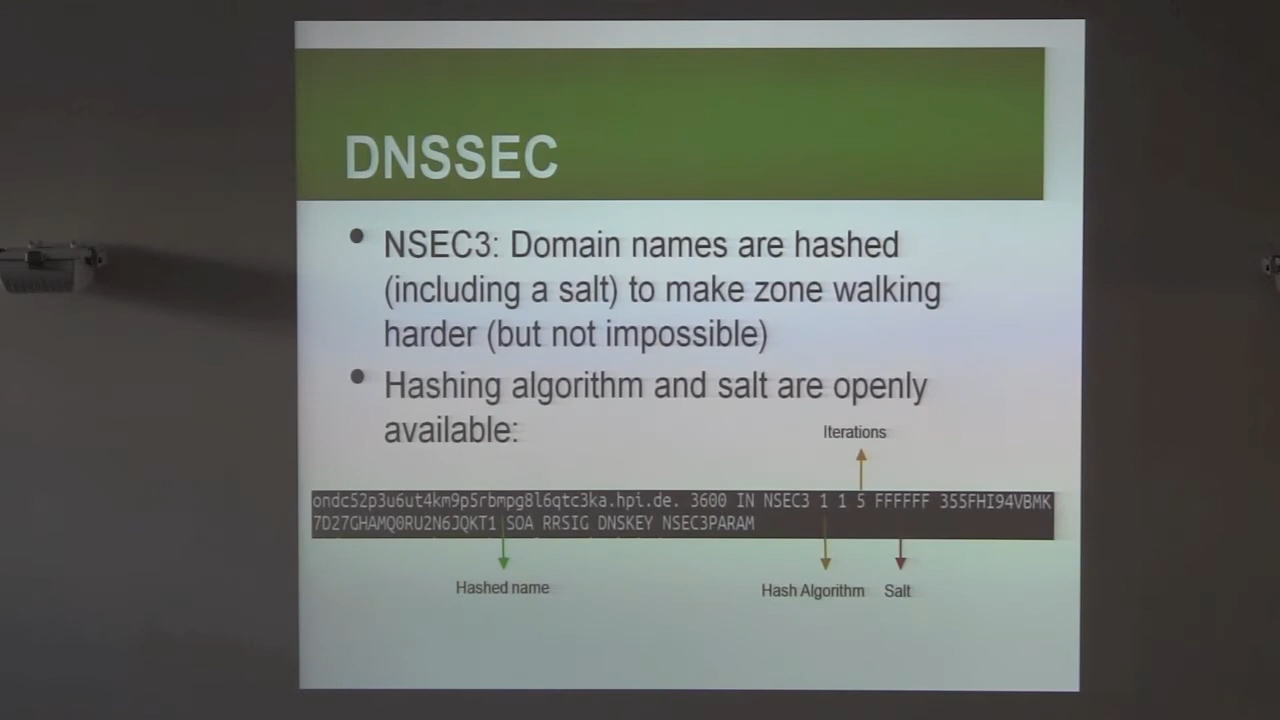 DNSSEC
• NSEC3: Domain names are hashed
(including a salt) to make zone walking
harder (but not impossible)
• Hashing algorithm and salt are openly
available:
Iterations
ondc52p3u6ut4km9p5rbmpg8l6qtc3ka.hpi.de. 3600 IN NSEC3 1 1 5 FFFFFF 355FHI94VBMK
7D27GHAMQ0RU2N6JQKT1 SOA RRSIG DNSKEY NSEC3PARAM
Hashed name
Hash Algorithm
Salt